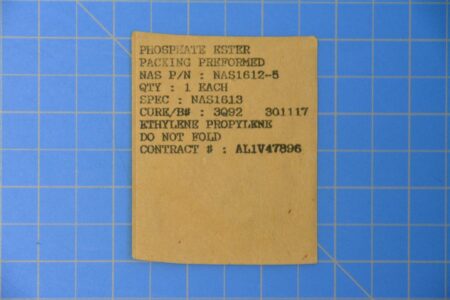 PHOSPHATE ESTER
PACKING PREFORMED
NAS P/N : NAS1612-5
QTY : 1 EACH
SPEC : NAS1613
CURE/B# : 3Q92 301117
ETHYLENE PROPYLENE
DO NOT FOLD
CONTRACT # : AL1V47896